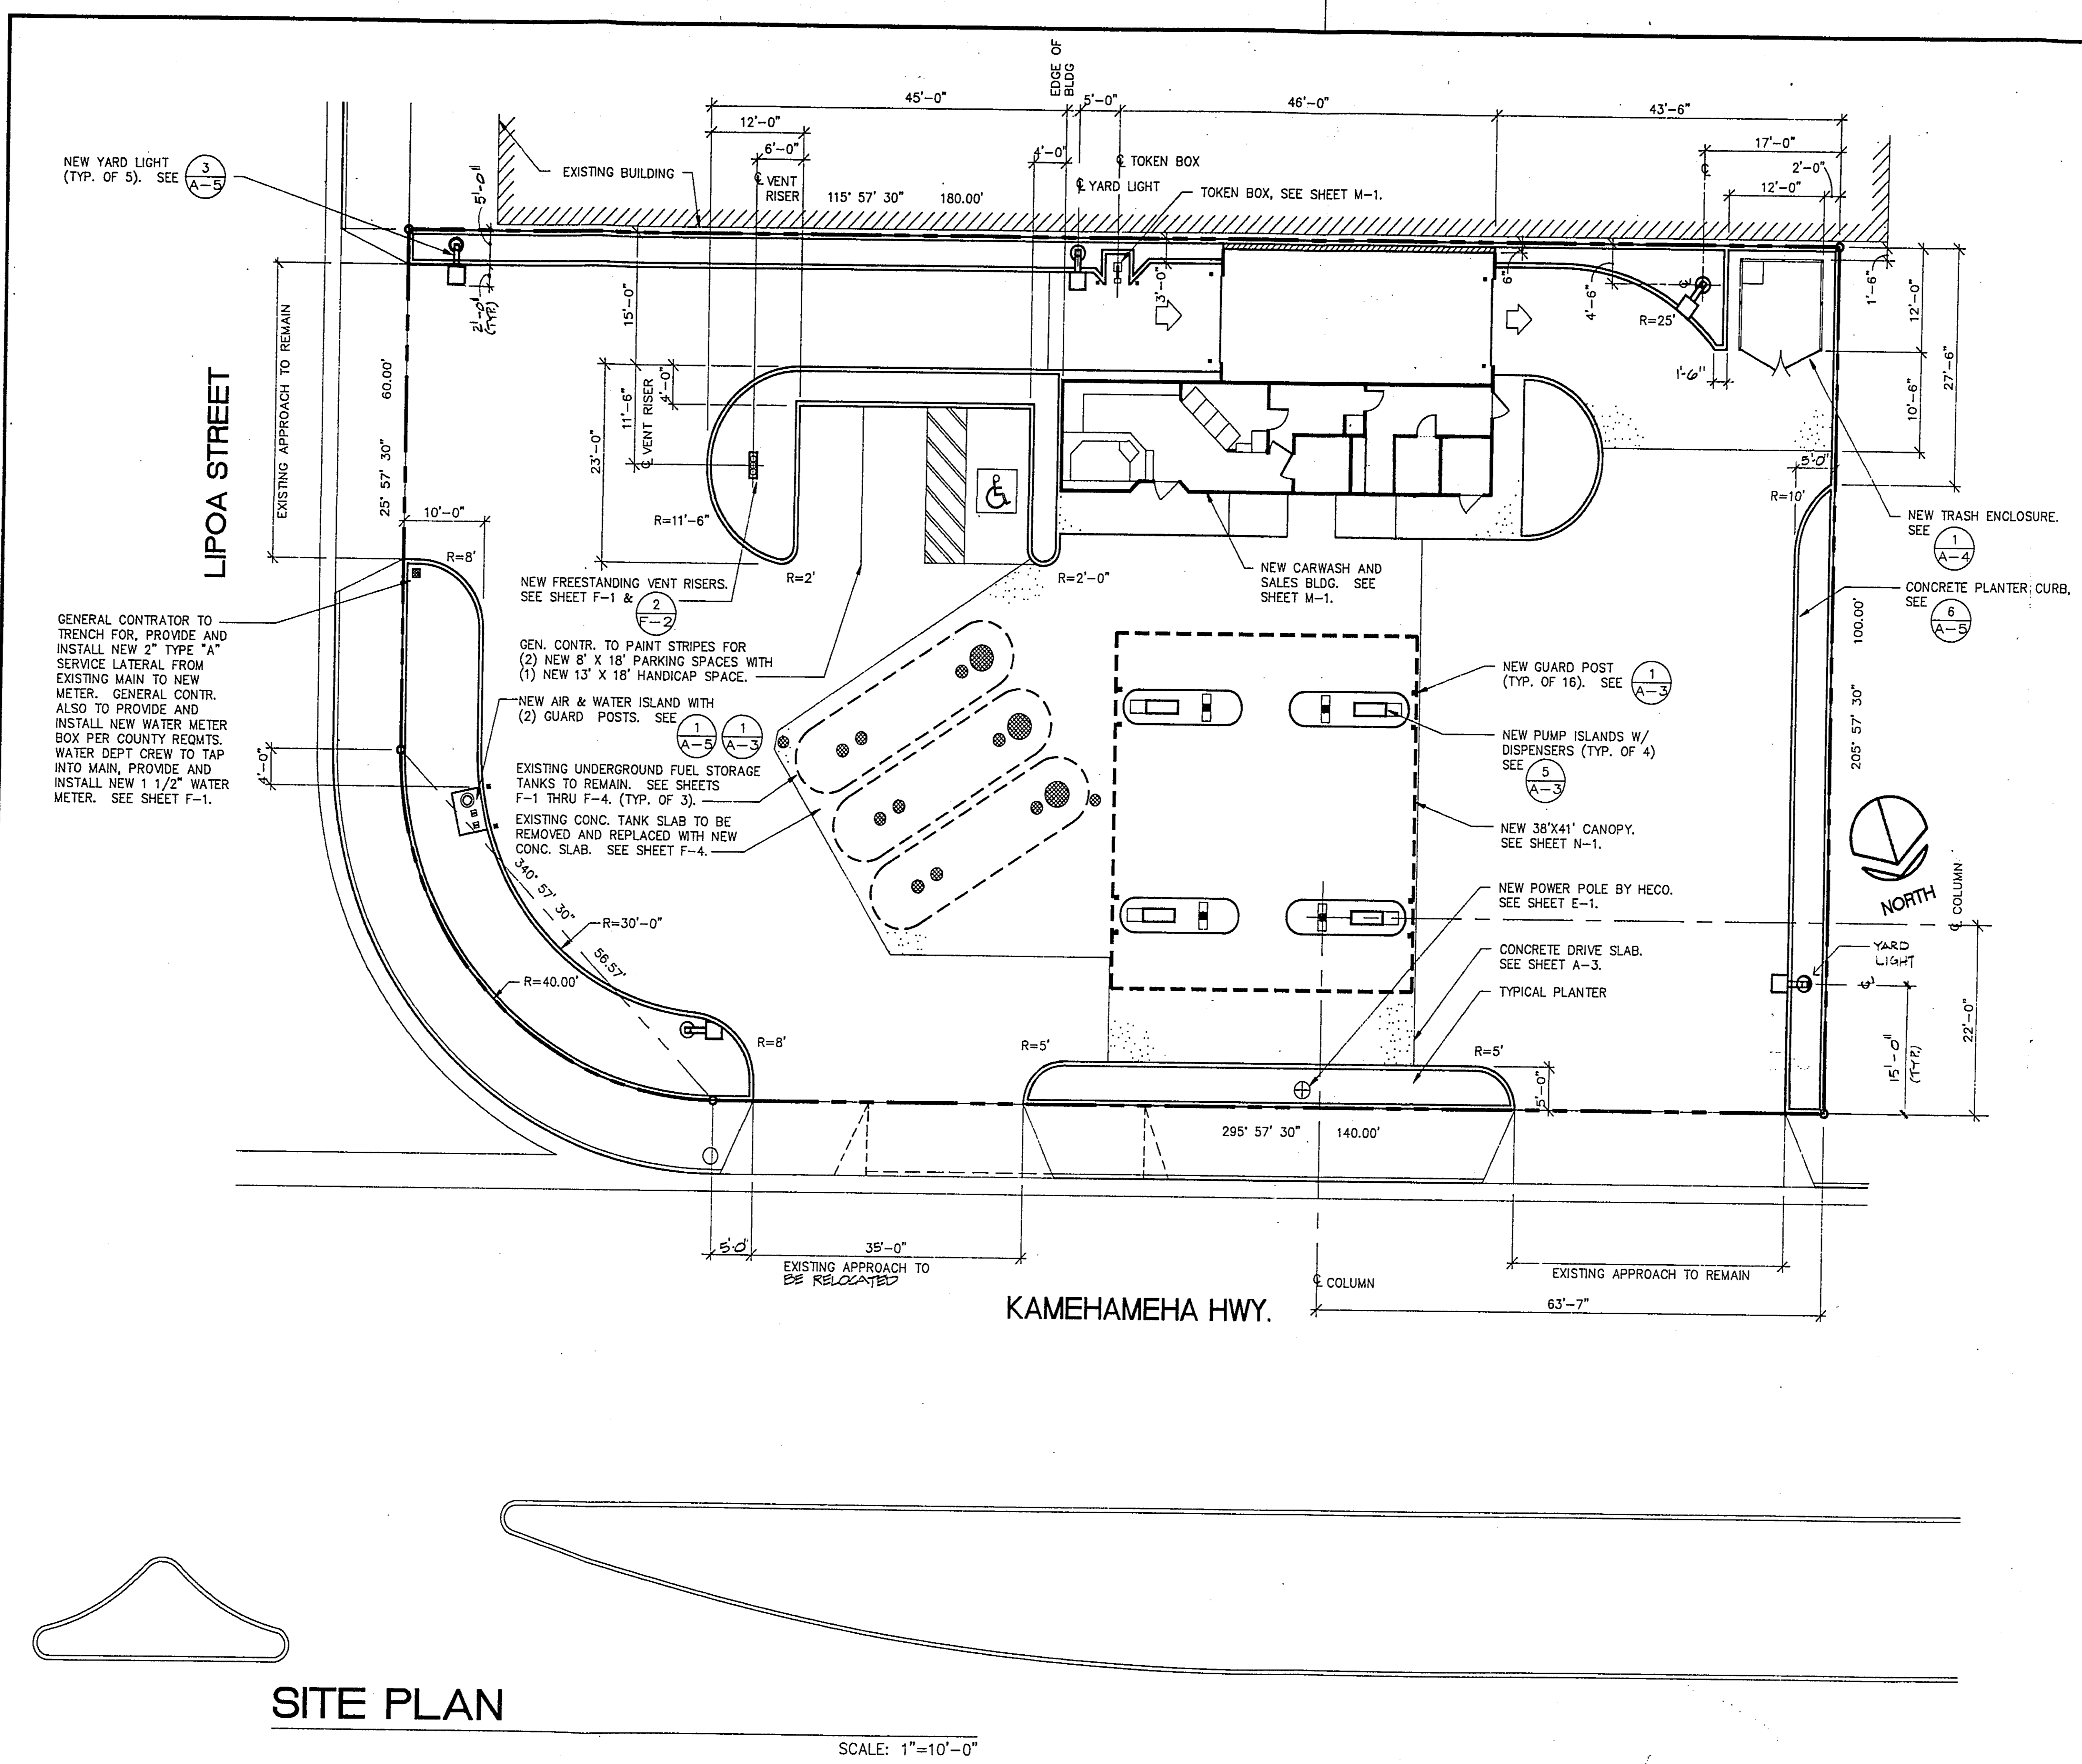 EDGE OF
BLDG
45'-0"
5'-0"
46'-0"
43'-6"
12'-0"
6'-0"
4'-0"
17'-0"
2'-0"
12'-0"
NEW YARD LIGHT
(TYP. OF 5). SEE
3
A-5
5'-0"
EXISTING BUILDING
℄ VENT
RISER
115° 57' 30"
180.00'
℄ TOKEN BOX
℄ YARD LIGHT
TOKEN BOX, SEE SHEET M-1.
2'-0"
(TYP.)
15'-0"
3'-0"
6"
4'-6"
℄
℄
R=25'
1'-6"
12'-0"
1'-6"
10'-6"
27'-6"
LIPOA STREET
EXISTING APPROACH TO REMAIN
60.00'
25° 57' 30"
23'-0"
11'-6"
℄ VENT RISER
4'-0"
10'-0"
R=8'
R=11'-6"
R=2'
R=2'-0"
5'-0"
R=10'
NEW TRASH ENCLOSURE.
SEE
1
A-4
NEW FREESTANDING VENT RISERS.
SEE SHEET F-1 &
2
F-2
NEW CARWASH AND
SALES BLDG. SEE
SHEET M-1.
CONCRETE PLANTER CURB,
SEE
6
A-5
GENERAL CONTRATOR TO
TRENCH FOR, PROVIDE AND
INSTALL NEW 2" TYPE "A"
SERVICE LATERAL FROM
EXISTING MAIN TO NEW
METER. GENERAL CONTR.
ALSO TO PROVIDE AND
INSTALL NEW WATER METER
BOX PER COUNTY REQMTS.
WATER DEPT CREW TO TAP
INTO MAIN, PROVIDE AND
INSTALL NEW 1 1/2" WATER
METER. SEE SHEET F-1.
4'-0"
GEN. CONTR. TO PAINT STRIPES FOR
(2) NEW 8' X 18' PARKING SPACES WITH
(1) NEW 13' X 18' HANDICAP SPACE.
NEW AIR & WATER ISLAND WITH
(2) GUARD POSTS. SEE
1
A-5
1
A-3
EXISTING UNDERGROUND FUEL STORAGE
TANKS TO REMAIN. SEE SHEETS
F-1 THRU F-4. (TYP. OF 3).
EXISTING CONC. TANK SLAB TO BE
REMOVED AND REPLACED WITH NEW
CONC. SLAB. SEE SHEET F-4.
NEW GUARD POST
(TYP. OF 16). SEE
1
A-3
NEW PUMP ISLANDS W/
DISPENSERS (TYP. OF 4)
SEE
5
A-3
NEW 38'X41' CANOPY.
SEE SHEET N-1.
NEW POWER POLE BY HECO.
SEE SHEET E-1.
CONCRETE DRIVE SLAB.
SEE SHEET A-3.
TYPICAL PLANTER
100.00'
205° 57' 30"
NORTH
℄ COLUMN
YARD
LIGHT
℄
15'-0"
(TYP.)
22'-0"
340° 57' 30"
56.57'
R=30'-0"
R=40.00'
R=8'
R=5'
R=5'
5'-0"
295° 57' 30"
140.00'
5'-0"
35'-0"
EXISTING APPROACH TO
BE RELOCATED
℄ COLUMN
EXISTING APPROACH TO REMAIN
63'-7"
KAMEHAMEHA HWY.
SITE PLAN
SCALE: 1"=10'-0"